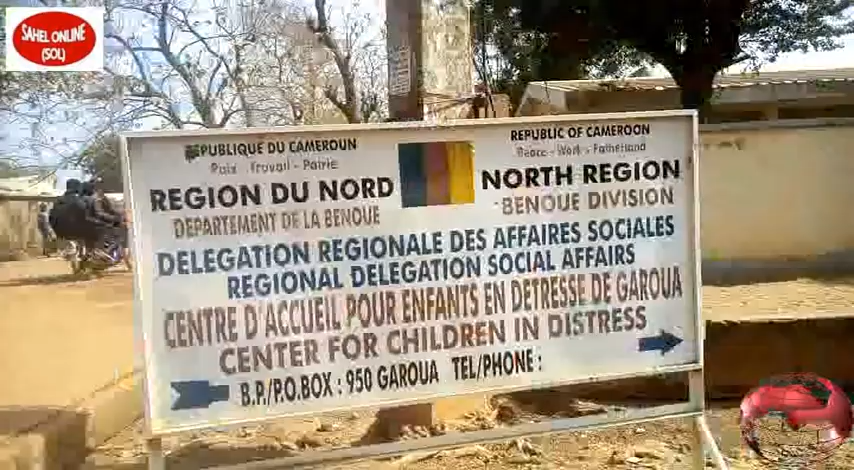 SAHEL ONLINE
(SOL)
REPUBLIQUE DU CAMEROUN
Paix - Travail - Patrie
REGION DU NORD
DEPARTEMENT DE LA BENOUE
REPUBLIC OF CAMEROON
Peace - Work - Fatherland
NORTH REGION
BENOUE DIVISION
DELEGATION REGIONALE DES AFFAIRES SOCIALES
REGIONAL DELEGATION SOCIAL AFFAIRS
CENTRE D'ACCUEIL POUR ENFANTS EN DETRESSE DE GAROUA
CENTER FOR CHILDREN IN DISTRESS
B.P./P.O.BOX : 950 GAROUA TEL/PHONE :